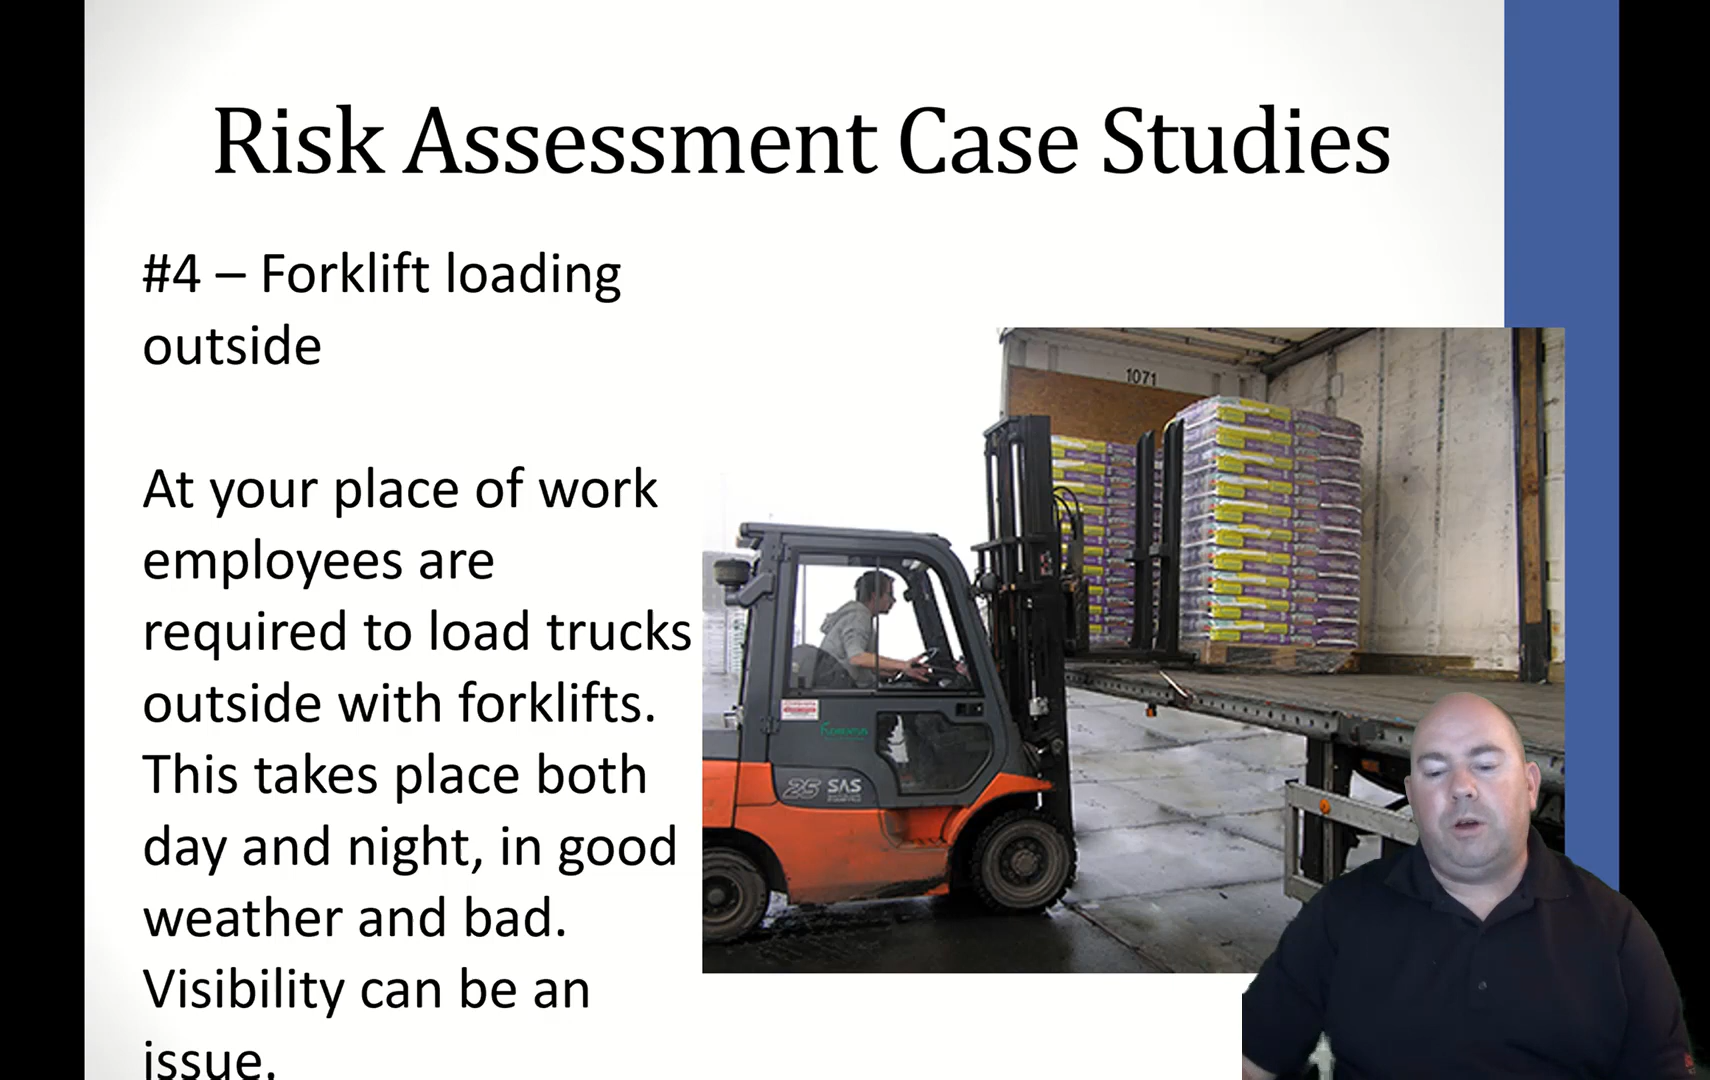 Risk Assessment Case Studies
#4 – Forklift loading
outside
At your place of work
employees are
required to load trucks
outside with forklifts.
This takes place both
day and night, in good
weather and bad.
Visibility can be an
issue.
1071
25 SAS